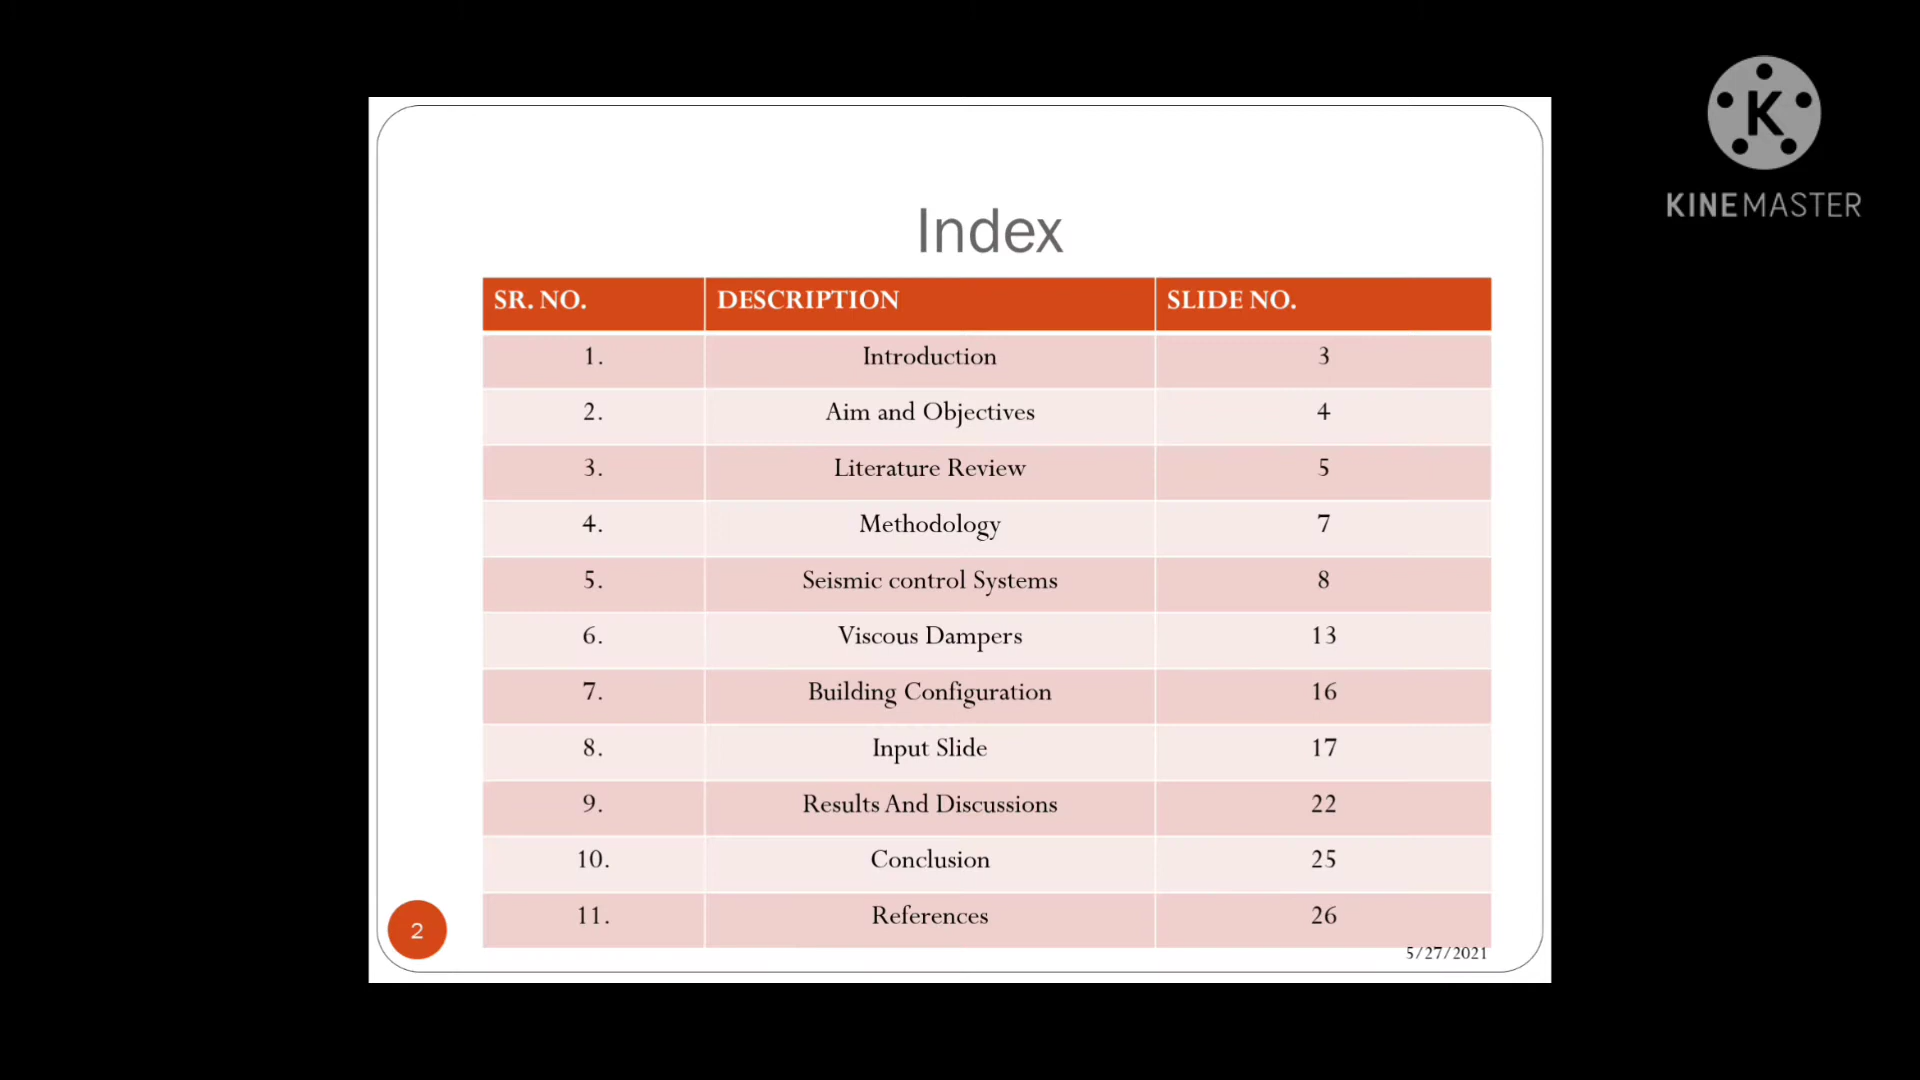 K
KINEMASTER
Index
SR. NO. DESCRIPTION SLIDE NO.
1. Introduction 3
2. Aim and Objectives 4
3. Literature Review 5
4. Methodology 7
5. Seismic control Systems 8
6. Viscous Dampers 13
7. Building Configuration 16
8. Input Slide 17
9. Results And Discussions 22
10. Conclusion 25
11. References 26
2
5/27/2021